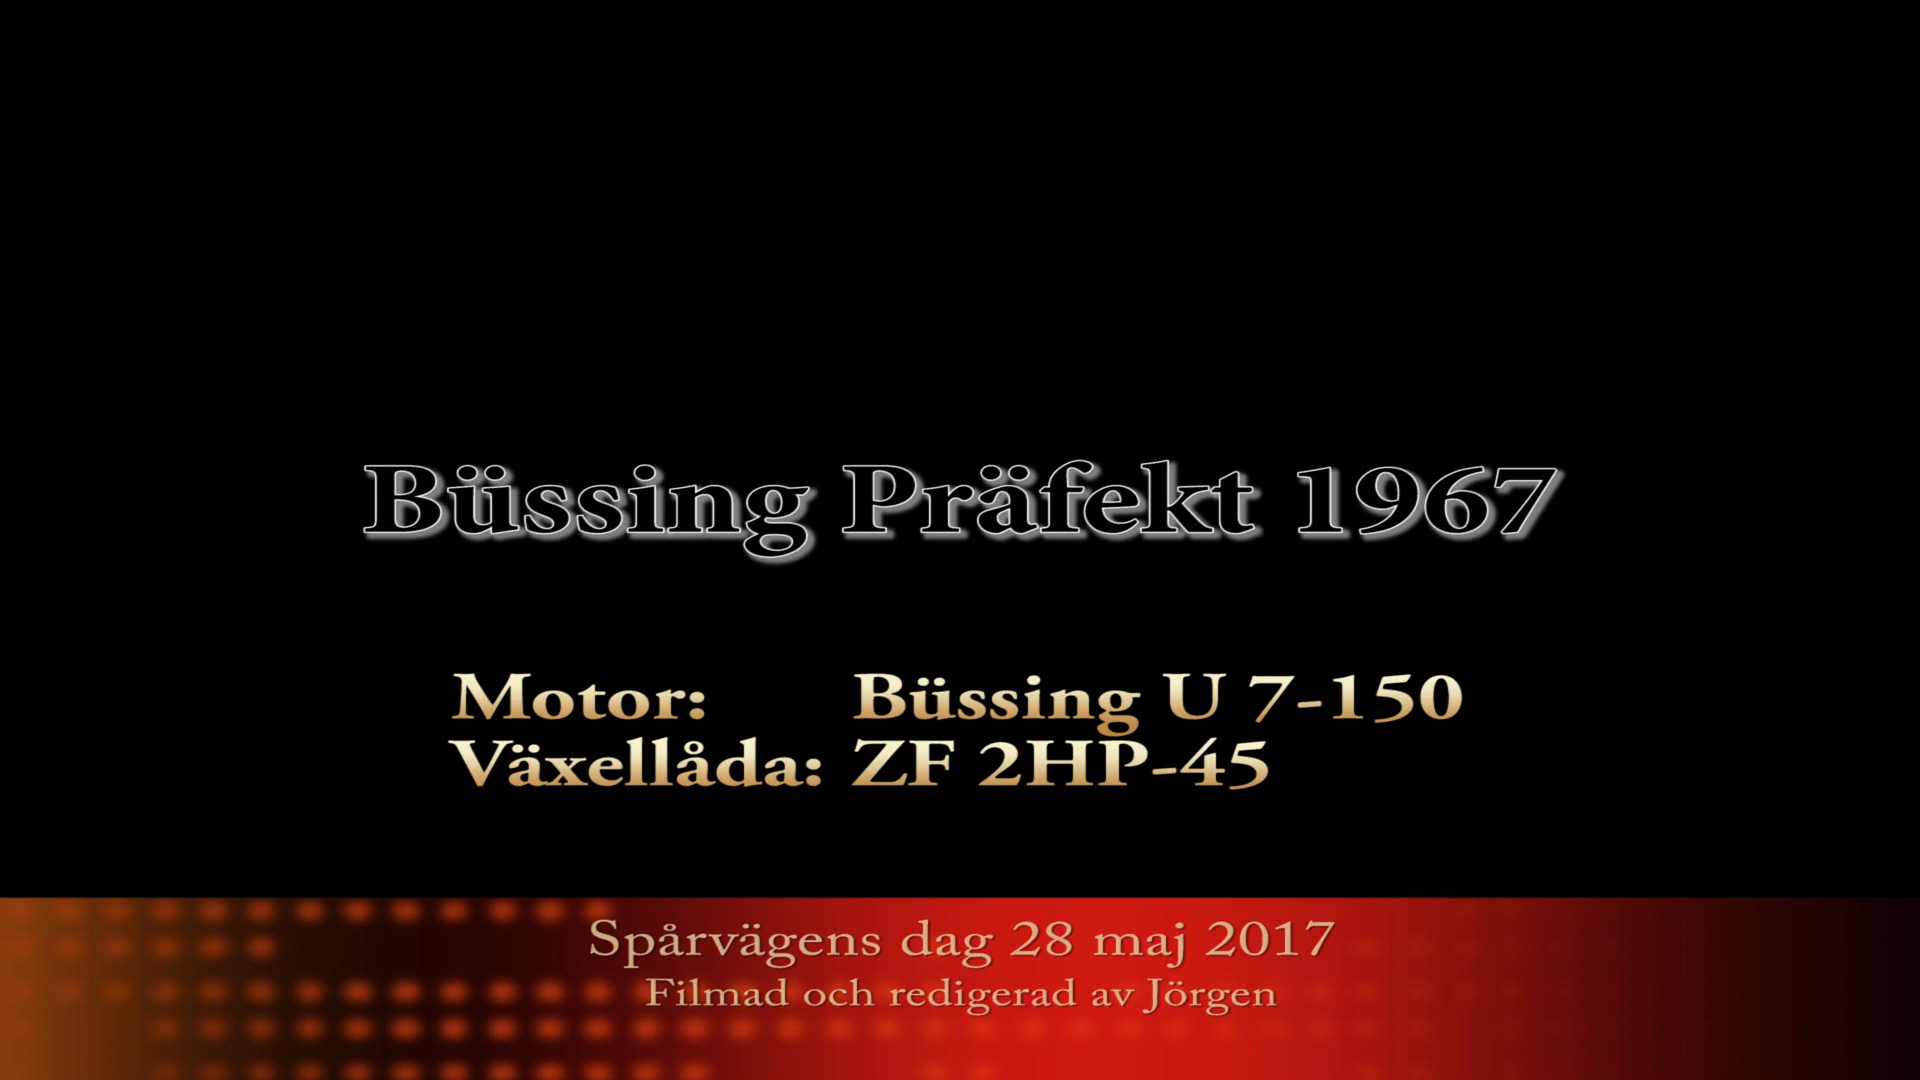 Büssing Präfekt 1967
Motor: Büssing U 7-150
Växellåda: ZF 2HP-45
Spårvägens dag 28 maj 2017
Filmad och redigerad av Jörgen